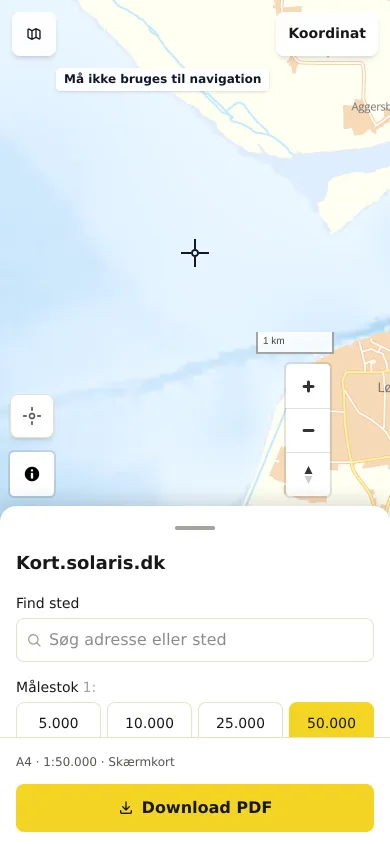 Koordinat
Må ikke bruges til navigation
1 km
Kort.solaris.dk
Find sted
Søg adresse eller sted
Målestok 1:
5.000
10.000
25.000
50.000
A4 · 1:50.000 · Skærmkort
Download PDF